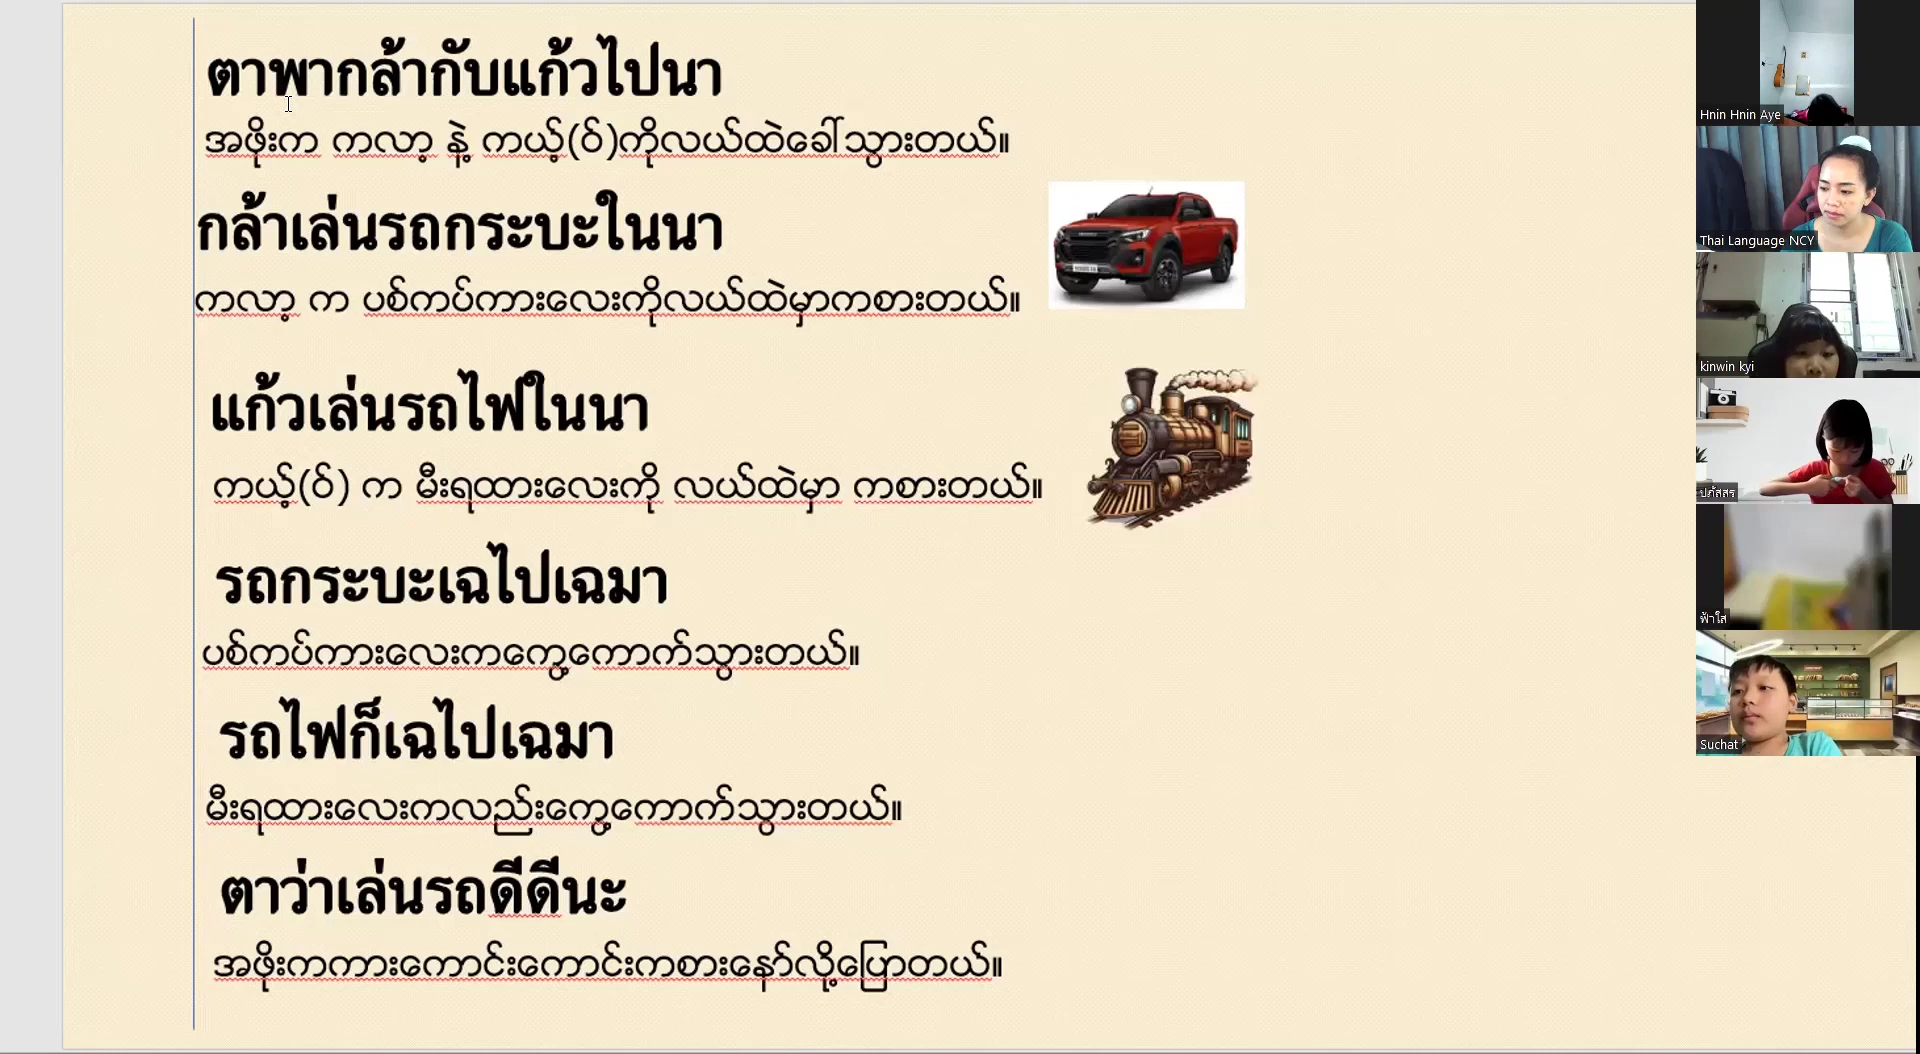 ตาพากล้ากับแก้วไปนา
အဖိုးက ကလာ့ နဲ့ ကယ့်(ဝ်)ကိုလယ်ထဲခေါ်သွားတယ်။
กล้าเล่นรถกระบะในนา
ကလာ့ က ပစ်ကပ်ကားလေးကိုလယ်ထဲမှာကစားတယ်။
แก้วเล่นรถไฟในนา
ကယ့်(ဝ်) က မီးရထားလေးကို လယ်ထဲမှာ ကစားတယ်။
รถกระบะเฉไปเฉมา
ပစ်ကပ်ကားလေးကကွေ့ကောက်သွားတယ်။
รถไฟก็เฉไปเฉมา
မီးရထားလေးကလည်းကွေ့ကောက်သွားတယ်။
ตาว่าเล่นรถดีดีนะ
အဖိုးကကားကောင်းကောင်းကစားနော်လို့ပြောတယ်။
Hnin Hnin Aye
Thai Language NCY
kinwin kyi
ปภัสสร
ฟ้าใส
Suchat